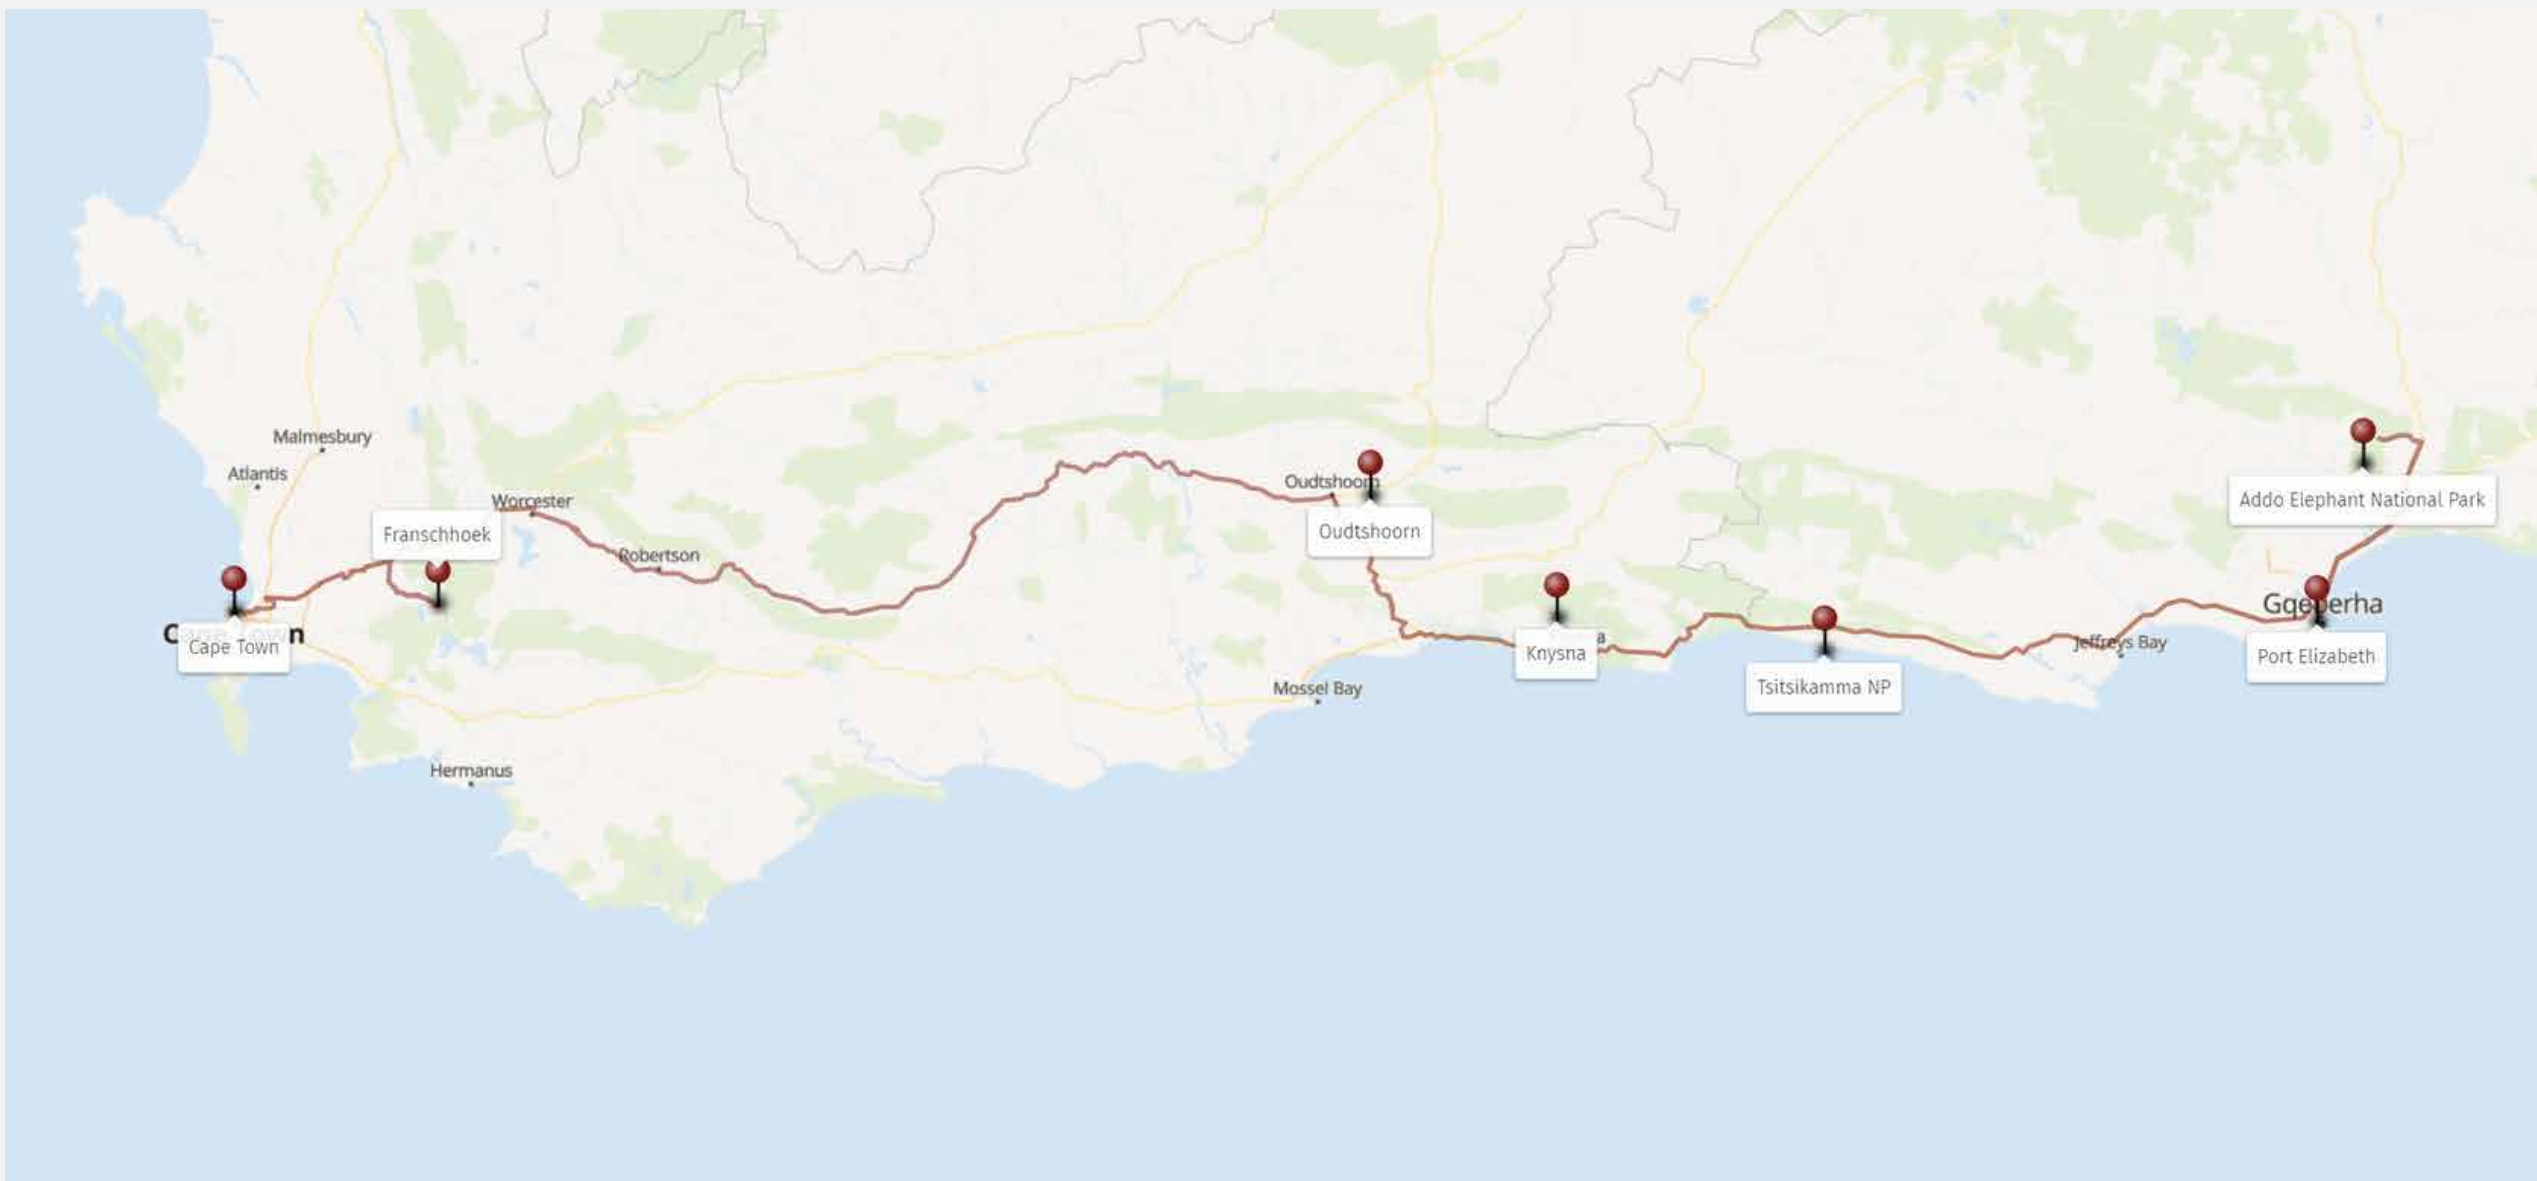 Malmesbury
Atlantis
Worcester
Franschhoek
Robertson
Cape Town
Hermanus
Oudtshoorn
Oudtshoorn
Mossel Bay
Knysna
Tsitsikamma NP
Jeffreys Bay
Addo Elephant National Park
Gqeberha
Port Elizabeth